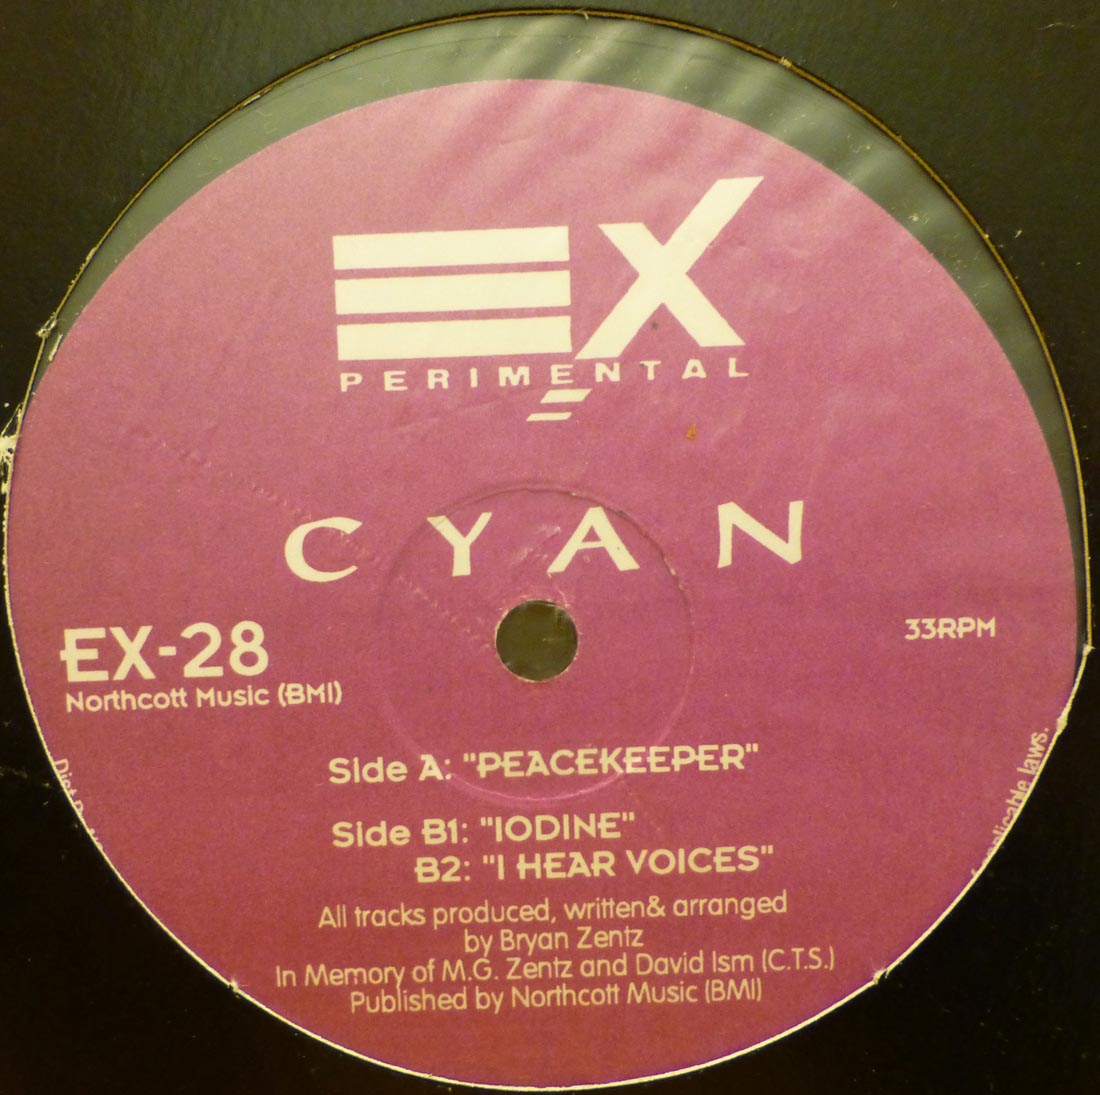 EX
PERIMENTAL
CYAN
EX-28
Northcott Music (BMI)
33RPM
Side A: "PEACEKEEPER"
Side B1: "IODINE"
B2: "I HEAR VOICES"
All tracks produced, written& arranged
by Bryan Zentz
In Memory of M.G. Zentz and David Ism (C.T.S.)
Published by Northcott Music (BMI)
laws.